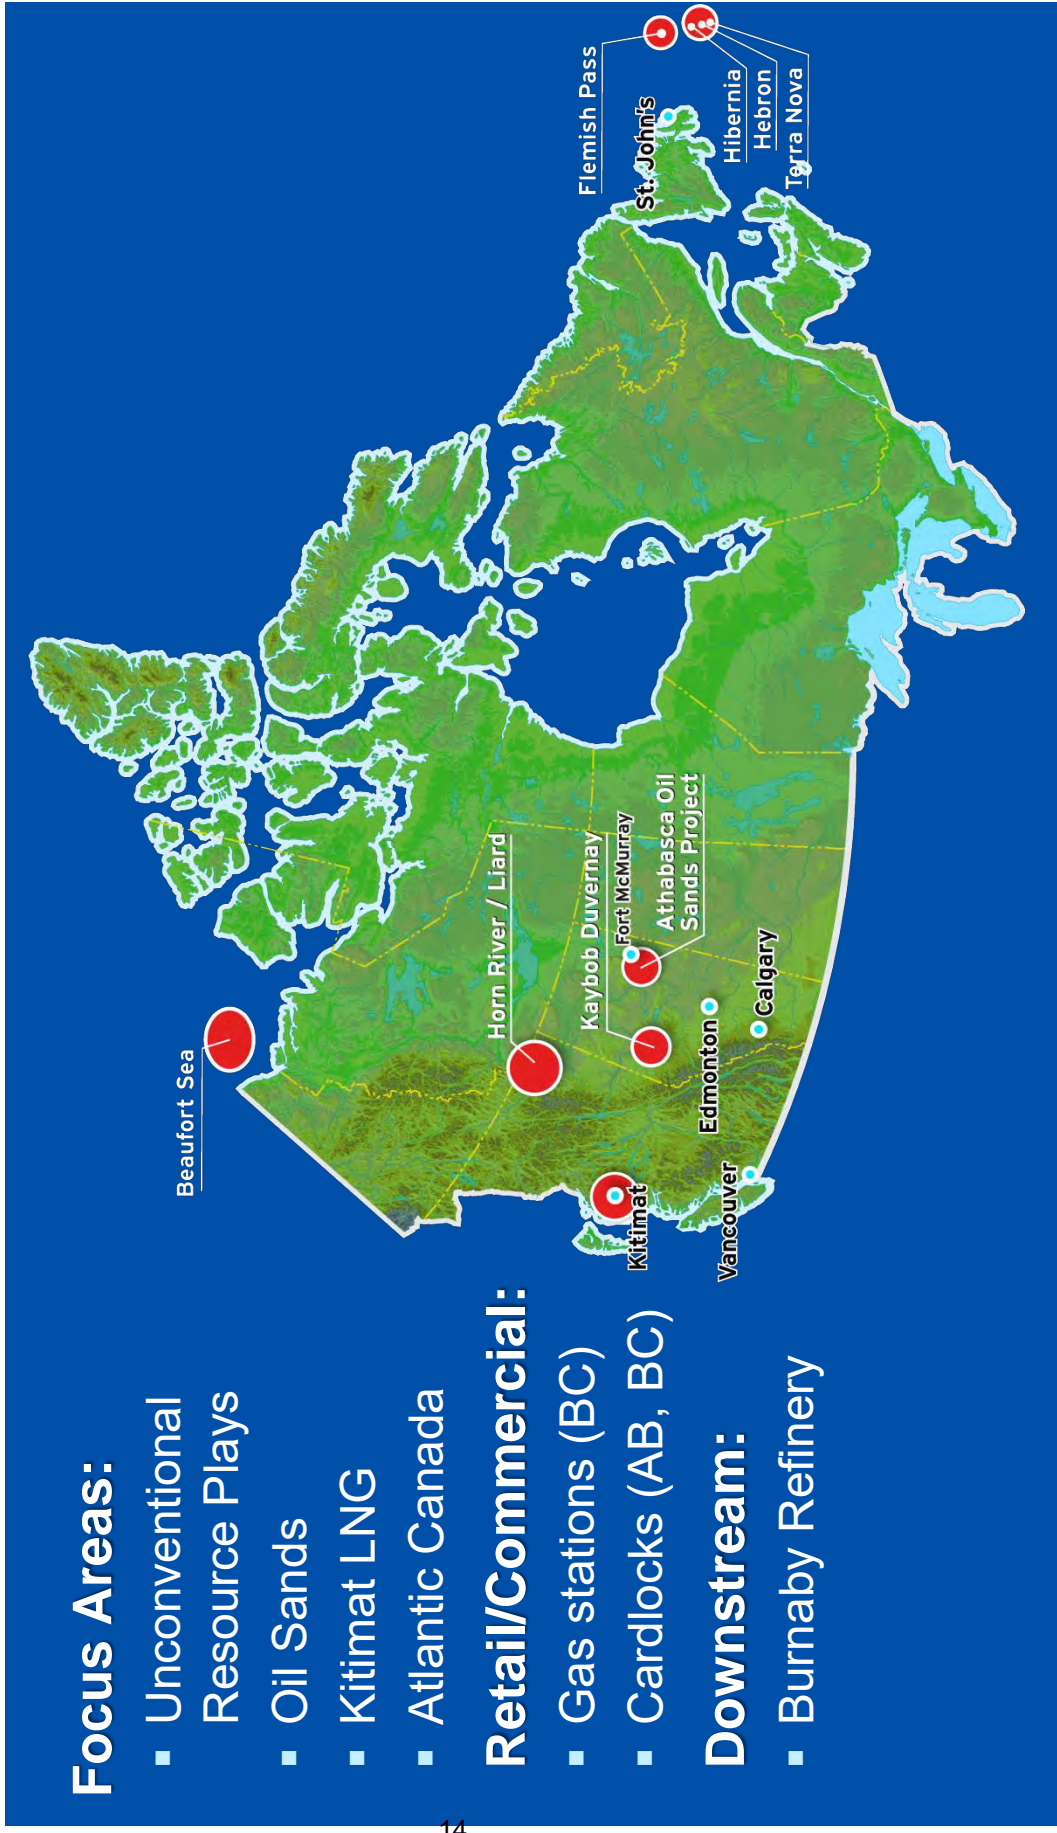 Focus Areas:
▪ Unconventional
Resource Plays
▪ Oil Sands
▪ Kitimat LNG
▪ Atlantic Canada
Retail/Commercial:
▪ Gas stations (BC)
▪ Cardlocks (AB, BC)
Downstream:
▪ Burnaby Refinery
Beaufort Sea
Horn River / Liard
Kaybob Duvernay
Fort McMurray
Athabasca Oil
Sands Project
Kitimat
Edmonton
Calgary
Vancouver
Flemish Pass
St. John's
Hibernia
Hebron
Terra Nova
14